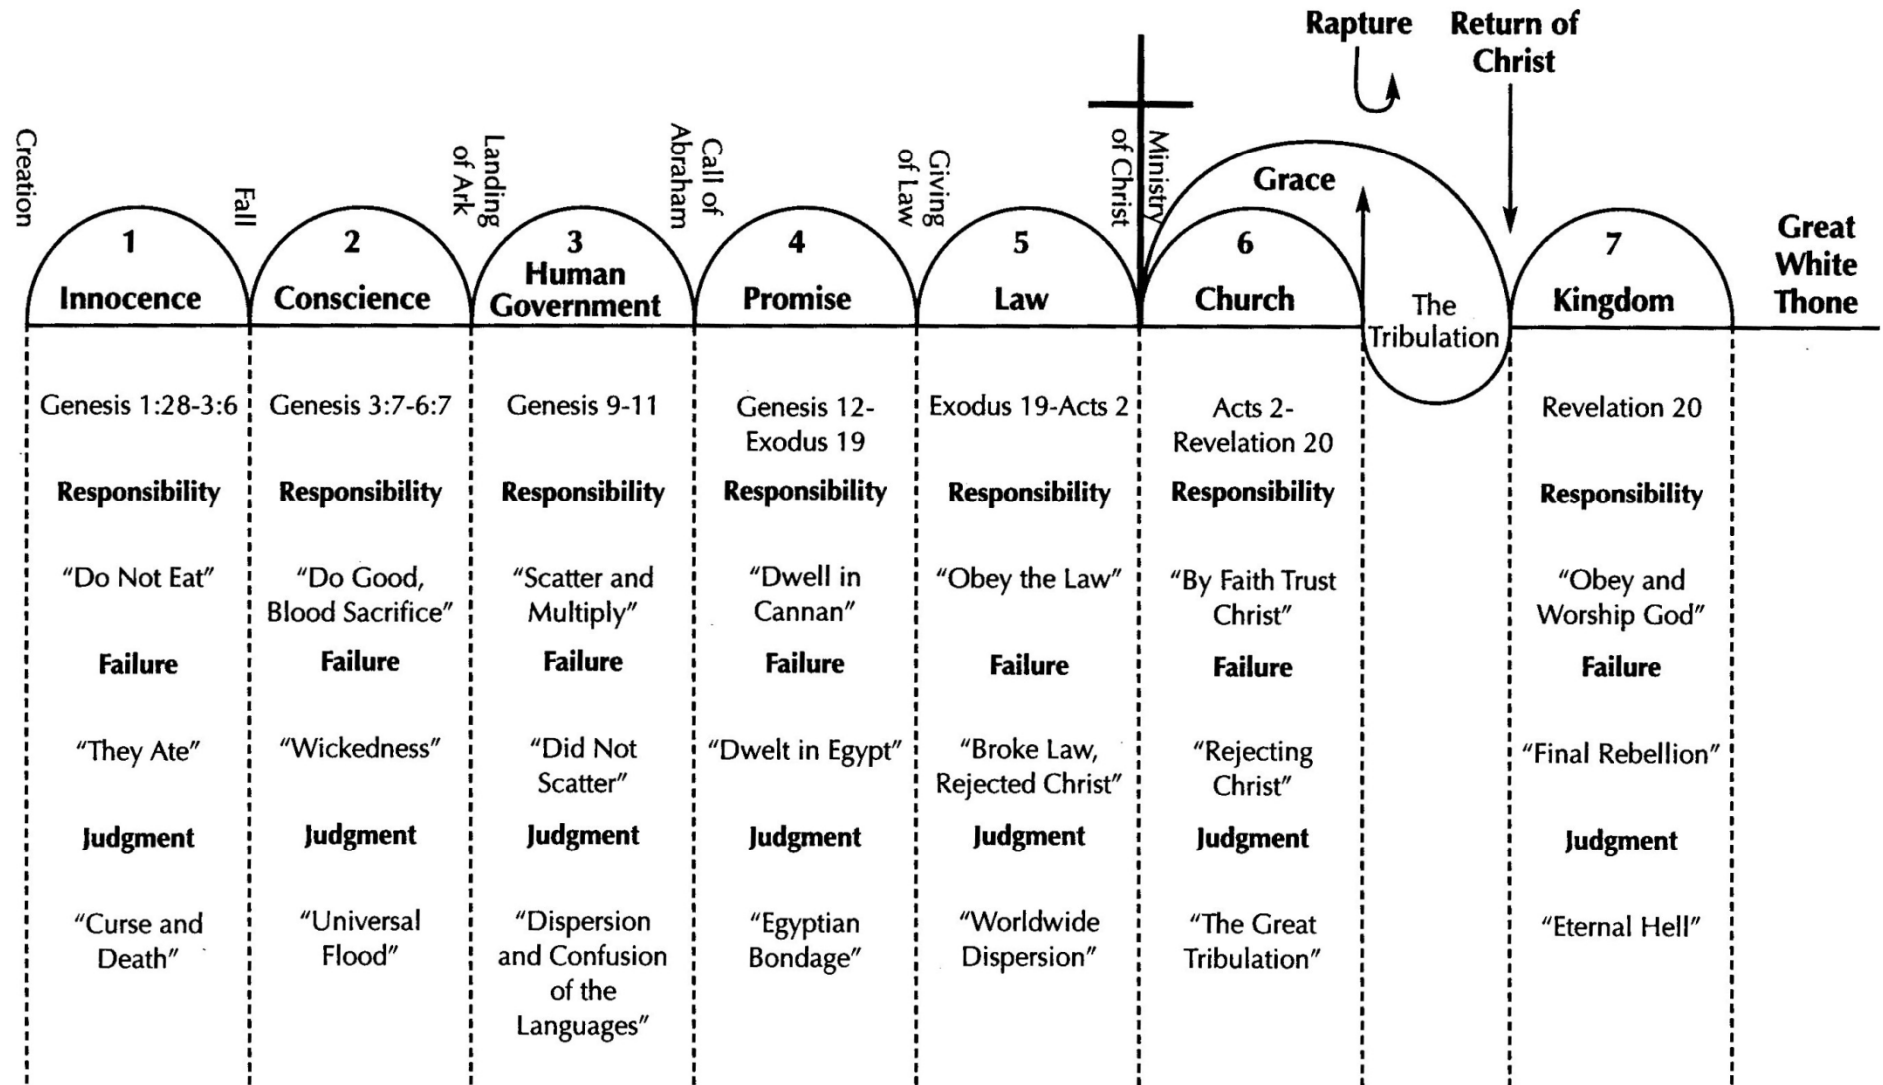 Rapture
Return of
Christ
Creation
Fall
Landing
of Ark
Call of
Abraham
Giving
of Law
Ministry
of Christ
Grace
1
Innocence
2
Conscience
3
Human
Government
4
Promise
5
Law
6
Church
The
Tribulation
7
Kingdom
Great
White
Thone
Genesis 1:28-3:6
Genesis 3:7-6:7
Genesis 9-11
Genesis 12-
Exodus 19
Exodus 19-Acts 2
Acts 2-
Revelation 20
Revelation 20
Responsibility
Responsibility
Responsibility
Responsibility
Responsibility
Responsibility
Responsibility
“Do Not Eat”
“Do Good,
Blood Sacrifice”
“Scatter and
Multiply”
“Dwell in
Cannan”
“Obey the Law”
“By Faith Trust
Christ”
“Obey and
Worship God”
Failure
Failure
Failure
Failure
Failure
Failure
Failure
“They Ate”
“Wickedness”
“Did Not
Scatter”
“Dwelt in Egypt”
“Broke Law,
Rejected Christ”
“Rejecting
Christ”
“Final Rebellion”
Judgment
Judgment
Judgment
Judgment
Judgment
Judgment
Judgment
“Curse and
Death”
“Universal
Flood”
“Dispersion
and Confusion
of the
Languages”
“Egyptian
Bondage”
“Worldwide
Dispersion”
“The Great
Tribulation”
“Eternal Hell”